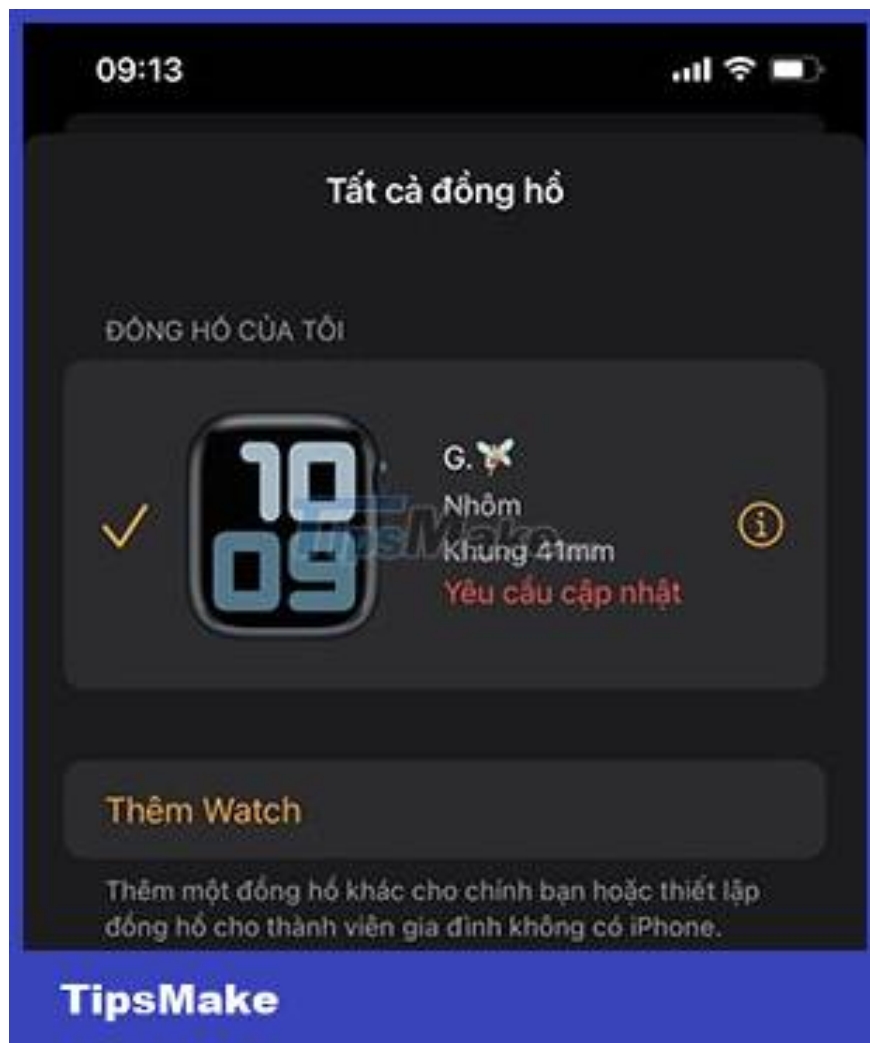 09:13
Tất cả đồng hồ
ĐỒNG HỒ CỦA TÔI
10
09
G.
Nhôm
Khung 41mm
Yêu cầu cập nhật
TipsMake
Thêm Watch
Thêm một đồng hồ khác cho chính bạn hoặc thiết lập
đồng hồ cho thành viên gia đình không có iPhone.
TipsMake